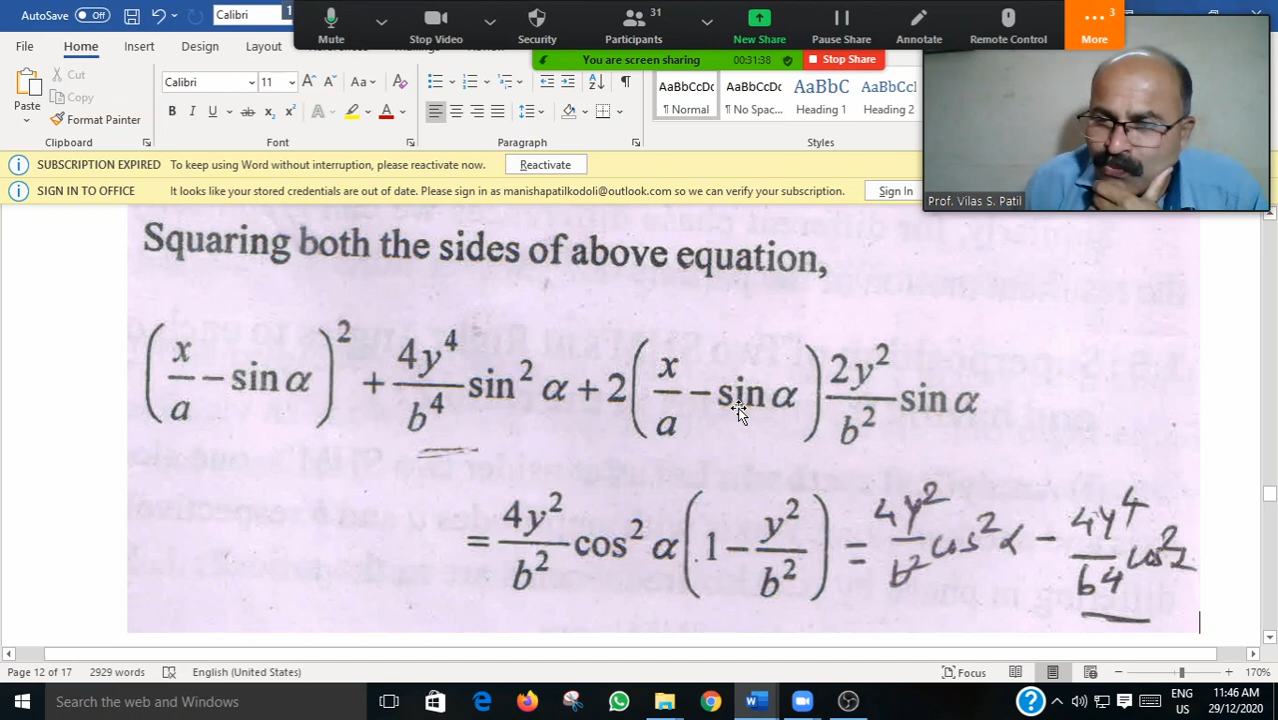 AutoSave Off
Calibri
1
Mute
Stop Video
Security
31
Participants
New Share
Pause Share
Annotate
Remote Control
3
More
You are screen sharing
00:31:38
Stop Share
File
Home
Insert
Design
Layout
Paste
Cut
Copy
Format Painter
Clipboard
Calibri
11
Font
Paragraph
AaBbCcDc
¶ Normal
AaBbCcDc
¶ No Spac...
AaBbC
Heading 1
AaBbCcI
Heading 2
Styles
SUBSCRIPTION EXPIRED To keep using Word without interruption, please reactivate now. Reactivate
SIGN IN TO OFFICE It looks like your stored credentials are out of date. Please sign in as manishapatilkodoli@outlook.com so we can verify your subscription. Sign In
Prof. Vilas S. Patil
Squaring both the sides of above equation,
(x/a − sin α)² + 4y⁴/b⁴ sin² α + 2(x/a − sin α) 2y²/b² sin α
= 4y²/b² cos² α (1 − y²/b²) = 4y²/b² cos² α − 4y⁴/b⁴ cos² α
Page 12 of 17
2929 words
English (United States)
Focus
170%
Search the web and Windows
ENG
US
11:46 AM
29/12/2020